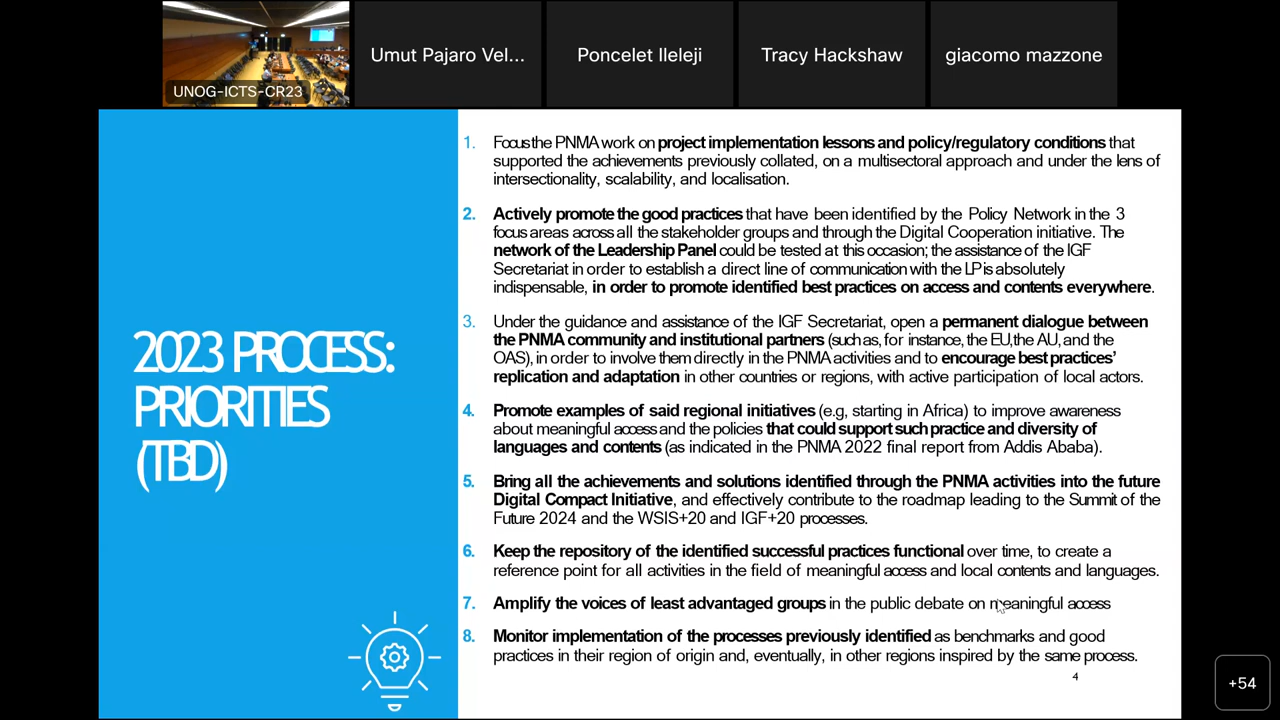 UNOG-ICTS-CR23
Umut Pajaro Vel...
Poncelet Ileleji
Tracy Hackshaw
giacomo mazzone
2023 PROCESS:
PRIORITIES
(TBD)
1. Focus the PNMA work on project implementation lessons and policy/regulatory conditions that
supported the achievements previously collated, on a multisectoral approach and under the lens of
intersectionality, scalability, and localisation.
2. Actively promote the good practices that have been identified by the Policy Network in the 3
focus areas across all the stakeholder groups and through the Digital Cooperation initiative. The
network of the Leadership Panel could be tested at this occasion; the assistance of the IGF
Secretariat in order to establish a direct line of communication with the LP is absolutely
indispensable, in order to promote identified best practices on access and contents everywhere.
3. Under the guidance and assistance of the IGF Secretariat, open a permanent dialogue between
the PNMA community and institutional partners (such as, for instance, the EU, the AU, and the
OAS), in order to involve them directly in the PNMA activities and to encourage best practices’
replication and adaptation in other countries or regions, with active participation of local actors.
4. Promote examples of said regional initiatives (e.g, starting in Africa) to improve awareness
about meaningful access and the policies that could support such practice and diversity of
languages and contents (as indicated in the PNMA 2022 final report from Addis Ababa).
5. Bring all the achievements and solutions identified through the PNMA activities into the future
Digital Compact Initiative, and effectively contribute to the roadmap leading to the Summit of the
Future 2024 and the WSIS+20 and IGF+20 processes.
6. Keep the repository of the identified successful practices functional over time, to create a
reference point for all activities in the field of meaningful access and local contents and languages.
7. Amplify the voices of least advantaged groups in the public debate on meaningful access
8. Monitor implementation of the processes previously identified as benchmarks and good
practices in their region of origin and, eventually, in other regions inspired by the same process.
4
+54